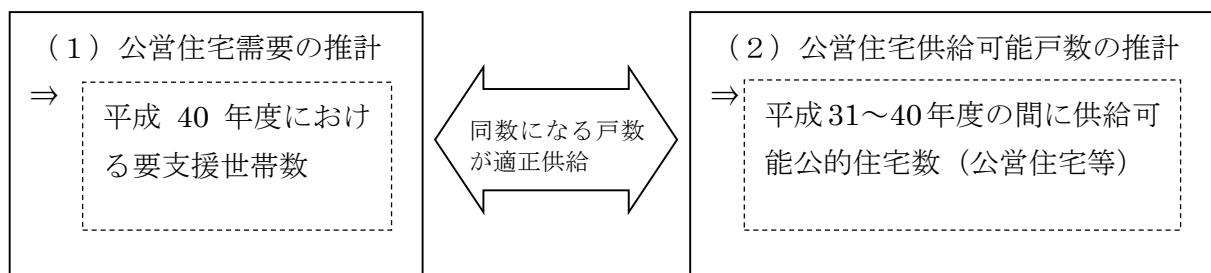 （１）公営住宅需要の推計
⇒
平成 40 年度におけ
る要支援世帯数
同数になる戸数
が適正供給
（２）公営住宅供給可能戸数の推計
⇒
平成31～40年度の間に供給可
能公的住宅数（公営住宅等）